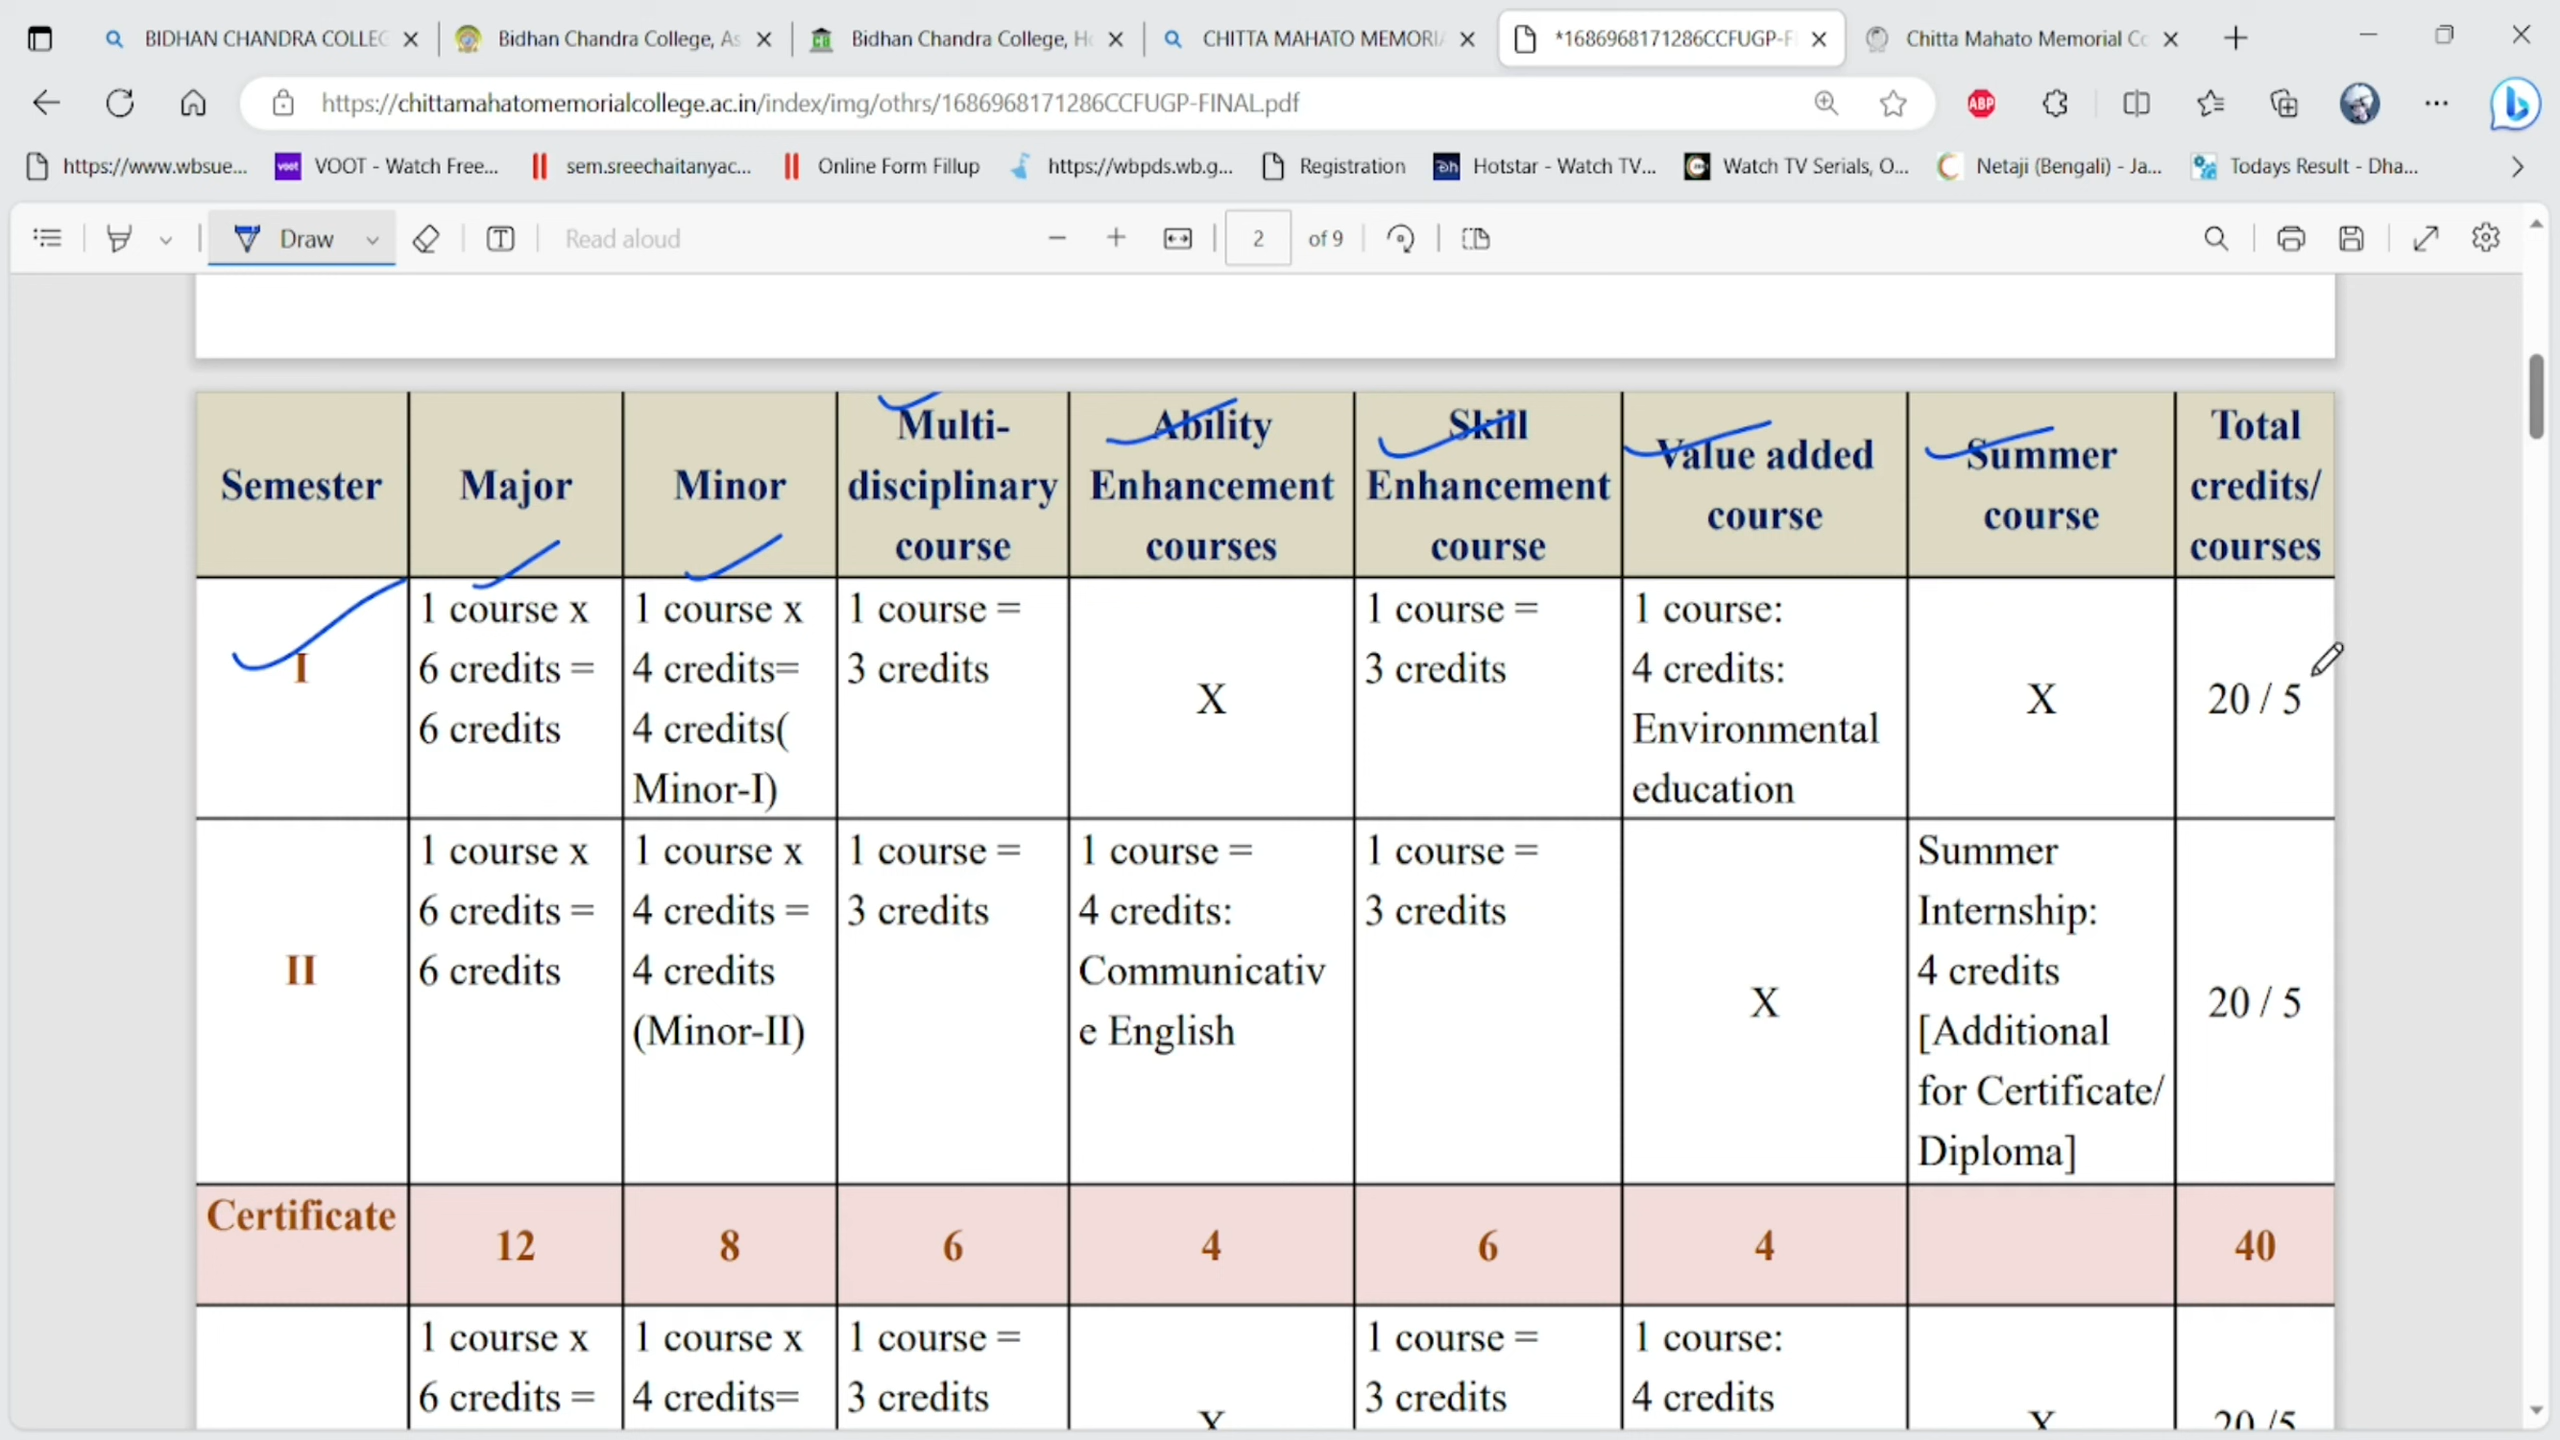 BIDHAN CHANDRA COLLEG
Bidhan Chandra College, As
Bidhan Chandra College, Ho
CHITTA MAHATO MEMORIA
*1686968171286CCFUGP-F
Chitta Mahato Memorial Co
https://chittamahatomemorialcollege.ac.in/index/img/othrs/1686968171286CCFUGP-FINAL.pdf
ABP
https://www.wbsue...
voot
VOOT - Watch Free...
sem.sreechaitanyac...
Online Form Fillup
https://wbpds.wb.g...
Registration
Hotstar - Watch TV...
Watch TV Serials, O...
Netaji (Bengali) - Ja...
Todays Result - Dha...
Draw
Read aloud
2
of 9
Semester
Major
Minor
Multi-
disciplinary
course
Ability
Enhancement
courses
Skill
Enhancement
course
Value added
course
Summer
course
Total
credits/
courses
I
1 course x
6 credits =
6 credits
1 course x
4 credits=
4 credits(
Minor-I)
1 course =
3 credits
X
1 course =
3 credits
1 course:
4 credits:
Environmental
education
X
20 / 5
II
1 course x
6 credits =
6 credits
1 course x
4 credits =
4 credits
(Minor-II)
1 course =
3 credits
1 course =
4 credits:
Communicativ
e English
1 course =
3 credits
X
Summer
Internship:
4 credits
[Additional
for Certificate/
Diploma]
20 / 5
Certificate
12
8
6
4
6
4
40
1 course x
6 credits =
1 course x
4 credits=
1 course =
3 credits
X
1 course =
3 credits
1 course:
4 credits
X
20 /5